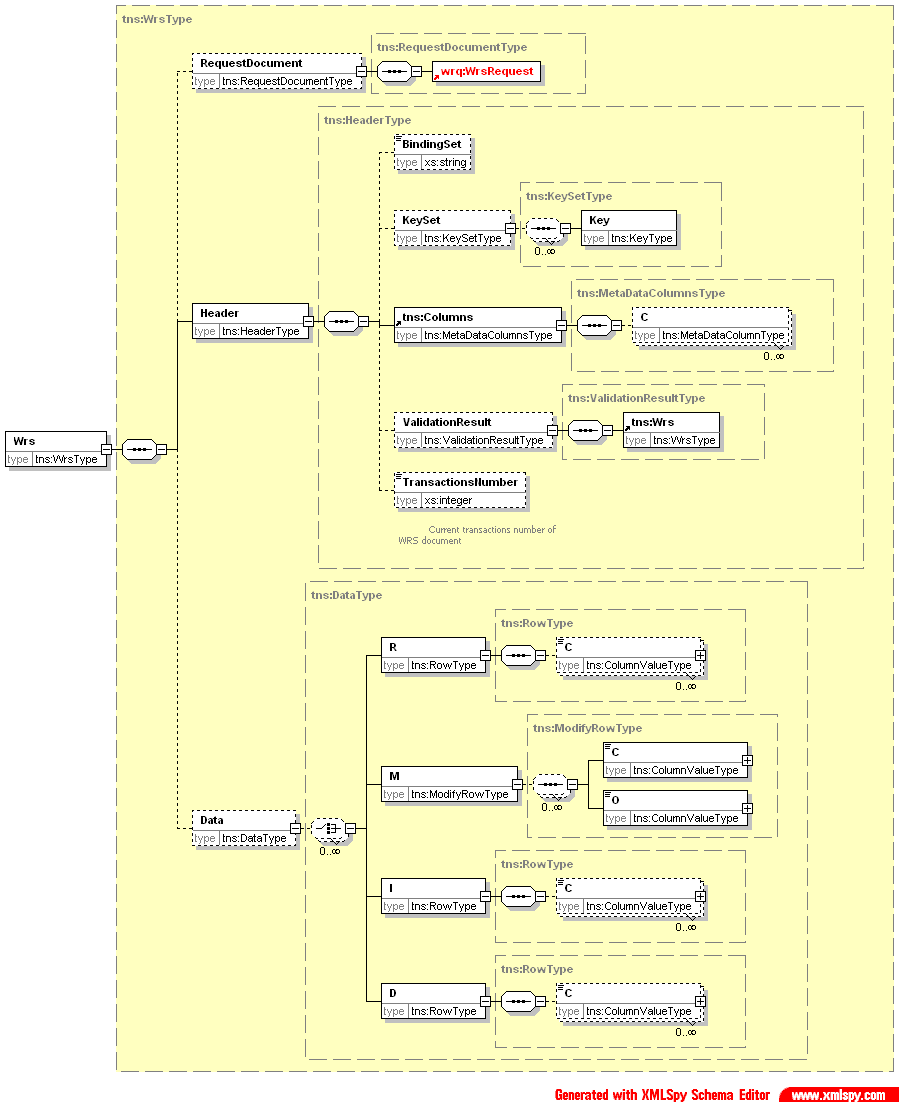 tns:WrsType
tns:RequestDocumentType
RequestDocument
type tns:RequestDocumentType
wrq:WrsRequest
tns:HeaderType
BindingSet
type xs:string
tns:KeySetType
KeySet
type tns:KeySetType
0..∞
Key
type tns:KeyType
tns:MetaDataColumnsType
Header
type tns:HeaderType
tns:Columns
type tns:MetaDataColumnsType
C
type tns:MetaDataColumnType
0..∞
tns:ValidationResultType
ValidationResult
type tns:ValidationResultType
tns:Wrs
type tns:WrsType
Wrs
type tns:WrsType
TransactionsNumber
type xs:integer
Current transactions number of
WRS document
tns:DataType
tns:RowType
R
type tns:RowType
C
type tns:ColumnValueType
0..∞
tns:ModifyRowType
M
type tns:ModifyRowType
0..∞
C
type tns:ColumnValueType
O
type tns:ColumnValueType
Data
type tns:DataType
0..∞
tns:RowType
I
type tns:RowType
C
type tns:ColumnValueType
0..∞
tns:RowType
D
type tns:RowType
C
type tns:ColumnValueType
0..∞
Generated with XMLSpy Schema Editor www.xmlspy.com